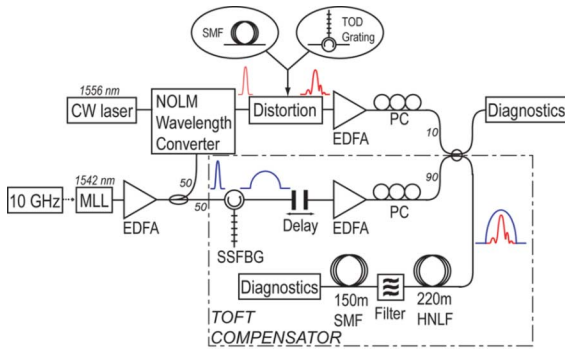 SMF
TOD
Grating
1556 nm
CW laser
NOLM
Wavelength
Converter
Distortion
EDFA
PC
10
Diagnostics
10 GHz
1542 nm
MLL
EDFA
50
50
SSFBG
Delay
EDFA
PC
90
Diagnostics
150m
SMF
Filter
220m
HNLF
TOFT
COMPENSATOR